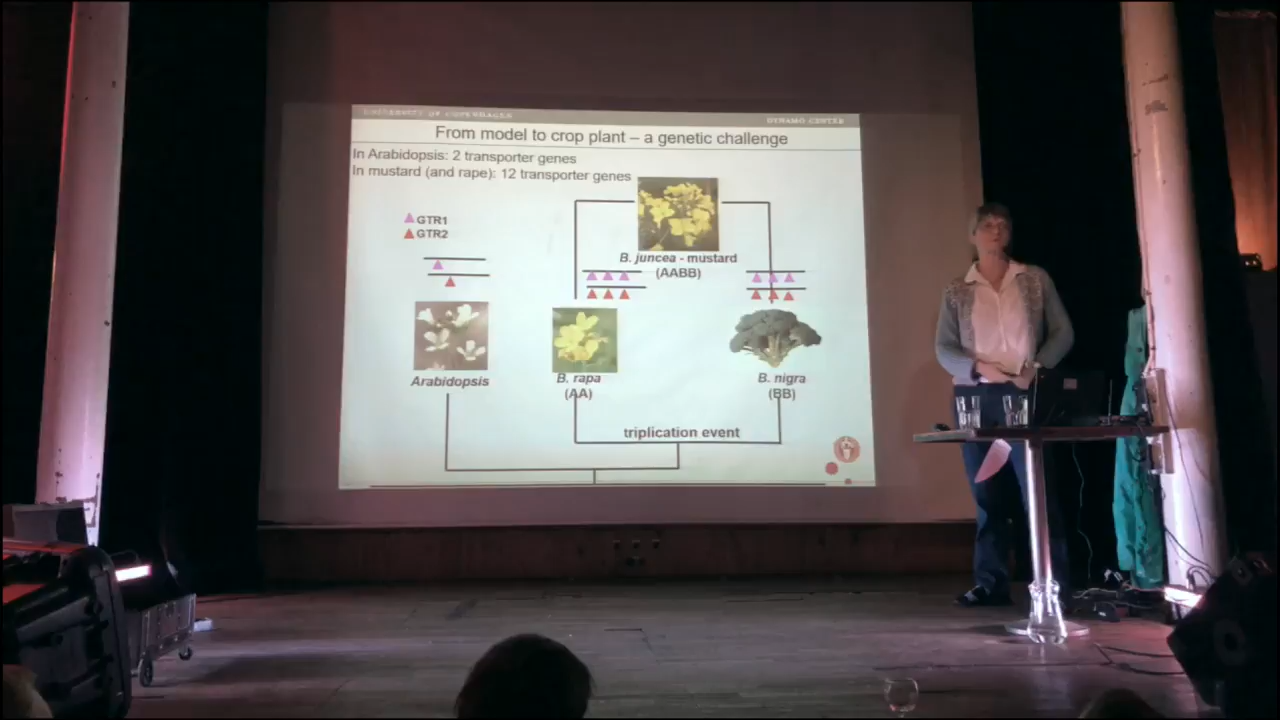 UNIVERSITY OF COPENHAGEN
DYNAMO CENTER
From model to crop plant – a genetic challenge
In Arabidopsis: 2 transporter genes
In mustard (and rape): 12 transporter genes
GTR1
GTR2
B. juncea - mustard
(AABB)
Arabidopsis
B. rapa
(AA)
B. nigra
(BB)
triplication event